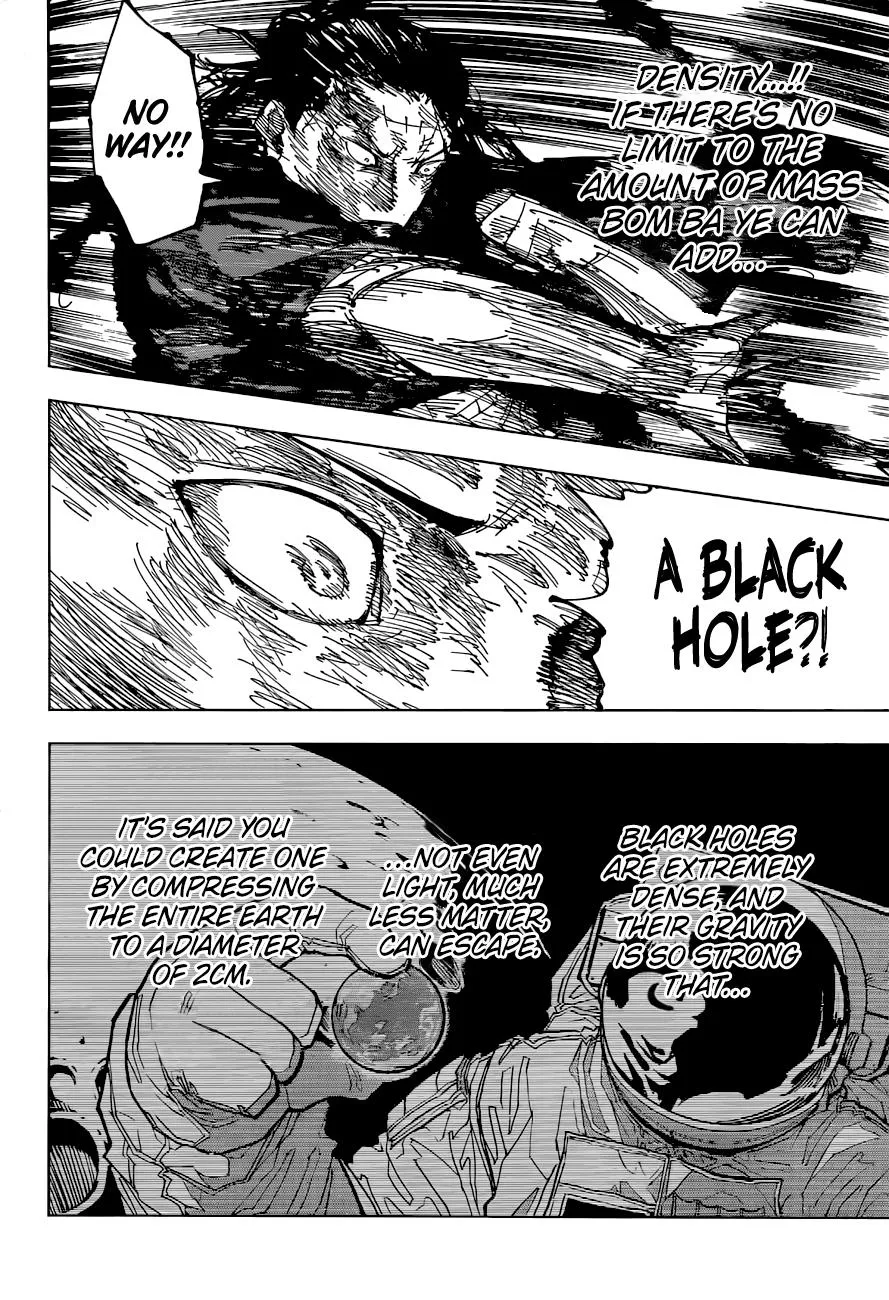 DENSITY...!!
IF THERE'S NO
LIMIT TO THE
AMOUNT OF MASS
BOM BA YE CAN
ADD...
NO
WAY!!
A BLACK
HOLE?!
BLACK HOLES
ARE EXTREMELY
DENSE, AND
THEIR GRAVITY
IS SO STRONG
THAT...
...NOT EVEN
LIGHT, MUCH
LESS MATTER,
CAN ESCAPE.
IT'S SAID YOU
COULD CREATE ONE
BY COMPRESSING
THE ENTIRE EARTH
TO A DIAMETER
OF 2CM.